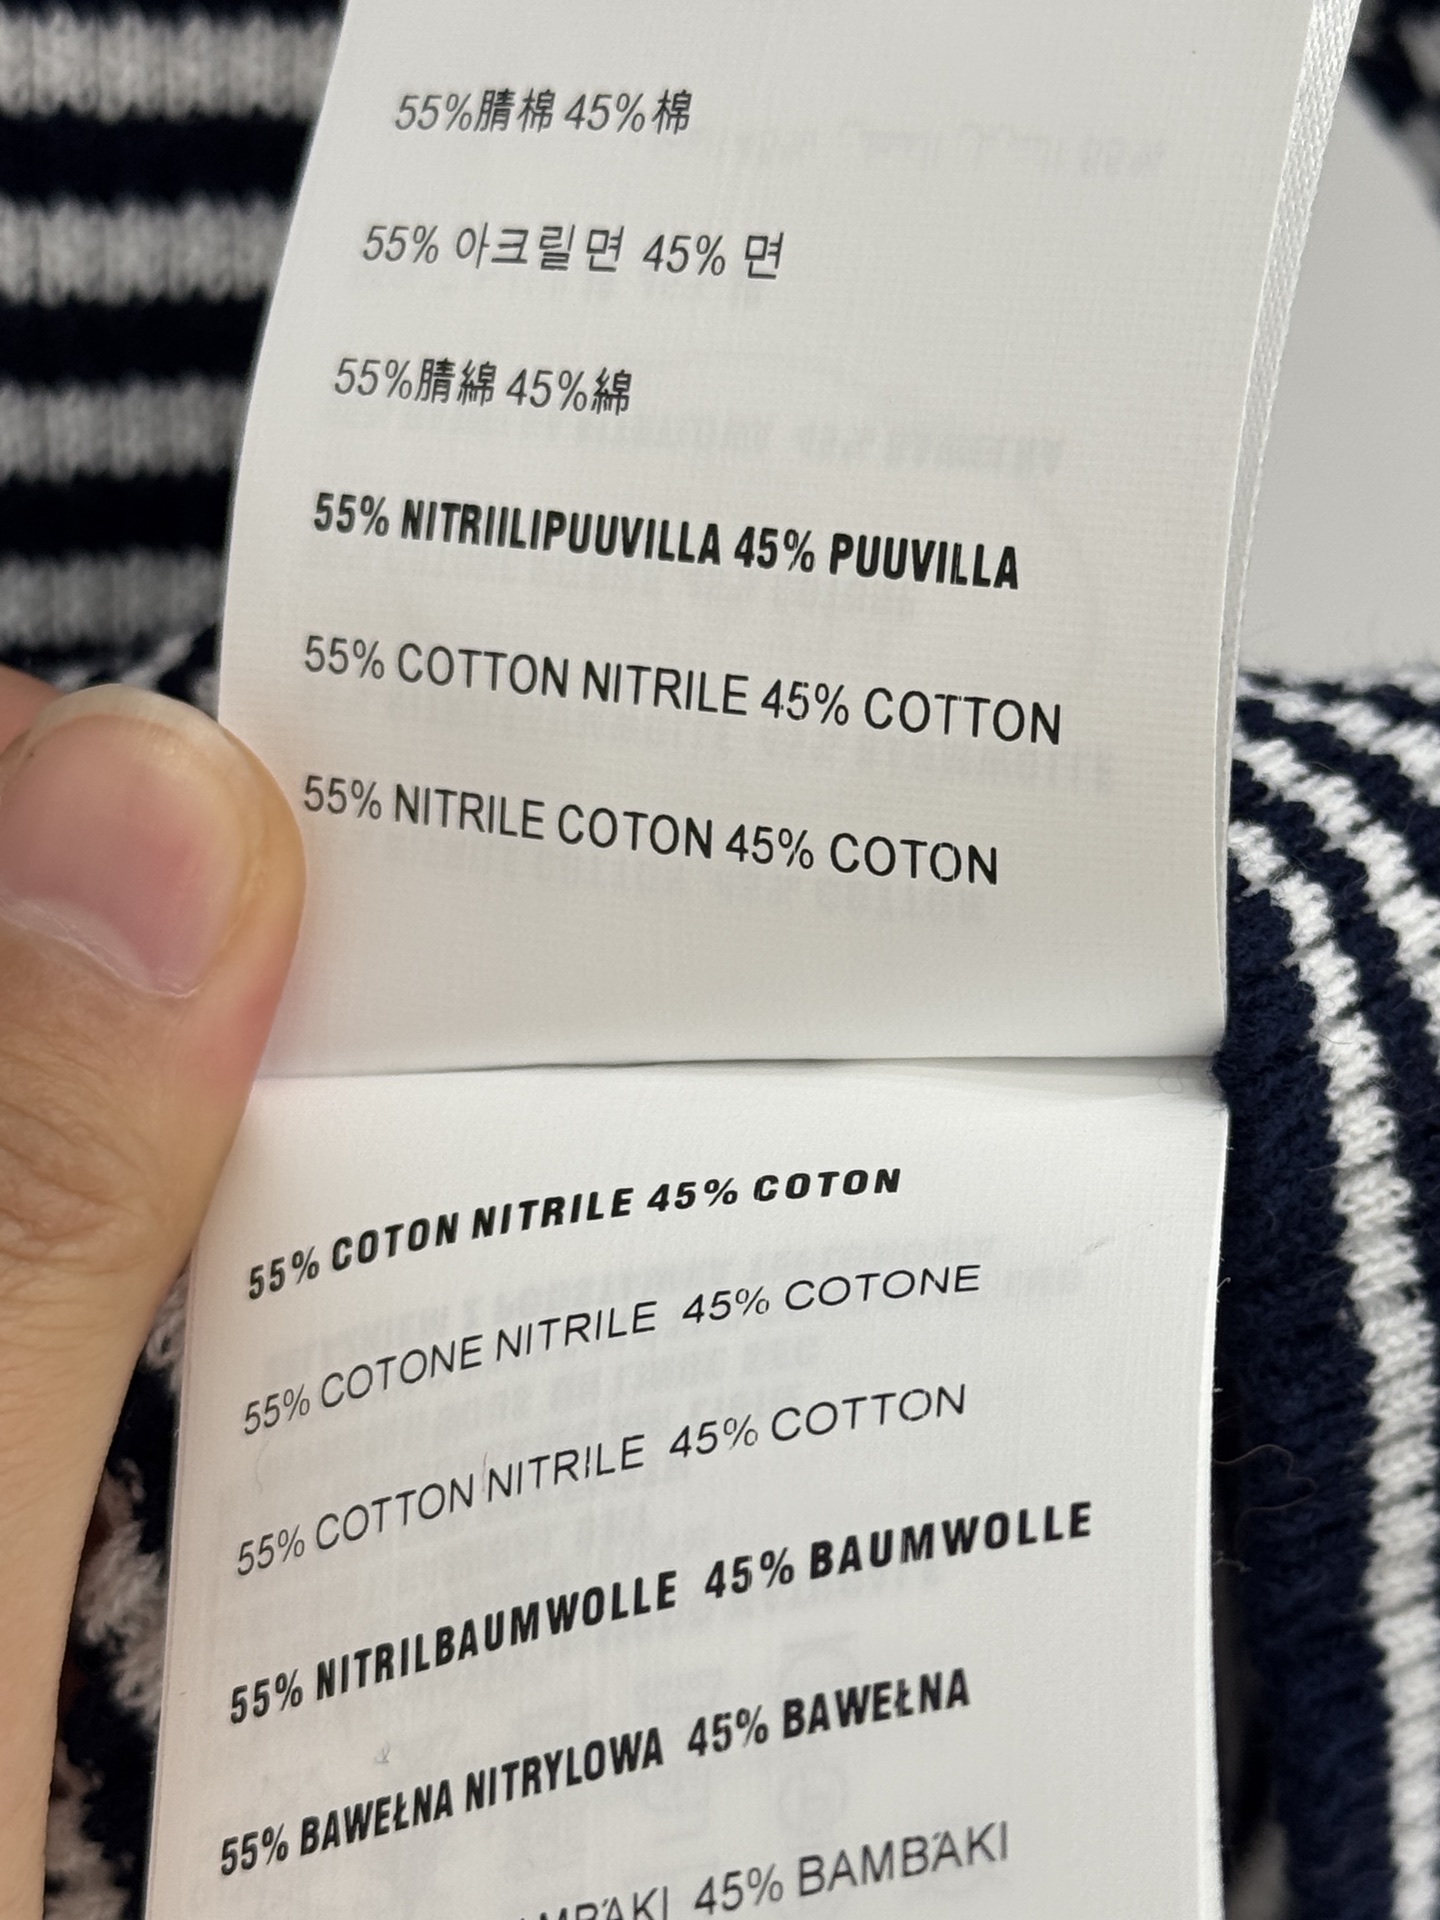 55%腈棉 45%棉
55% 아크릴면 45% 면
55%腈綿 45%綿
55% NITRIILIPUUVILLA 45% PUUVILLA
55% COTTON NITRILE 45% COTTON
55% NITRILE COTON 45% COTON
55% COTON NITRILE 45% COTON
55% COTONE NITRILE 45% COTONE
55% COTTON NITRILE 45% COTTON
55% NITRILBAUMWOLLE 45% BAUMWOLLE
55% BAWEŁNA NITRYLOWA 45% BAWEŁNA
45% BAMBΆKI